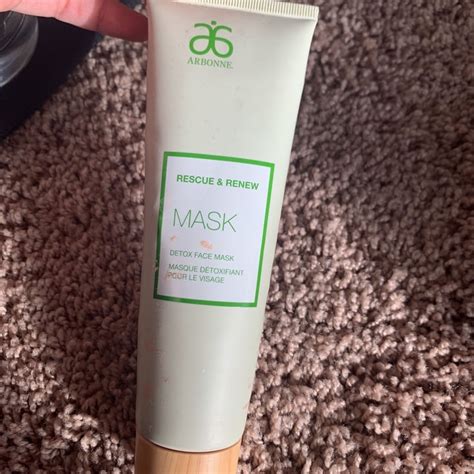 ARBONNE.
RESCUE & RENEW
MASK
DETOX FACE MASK
MASQUE DÉTOXIFIANT
POUR LE VISAGE